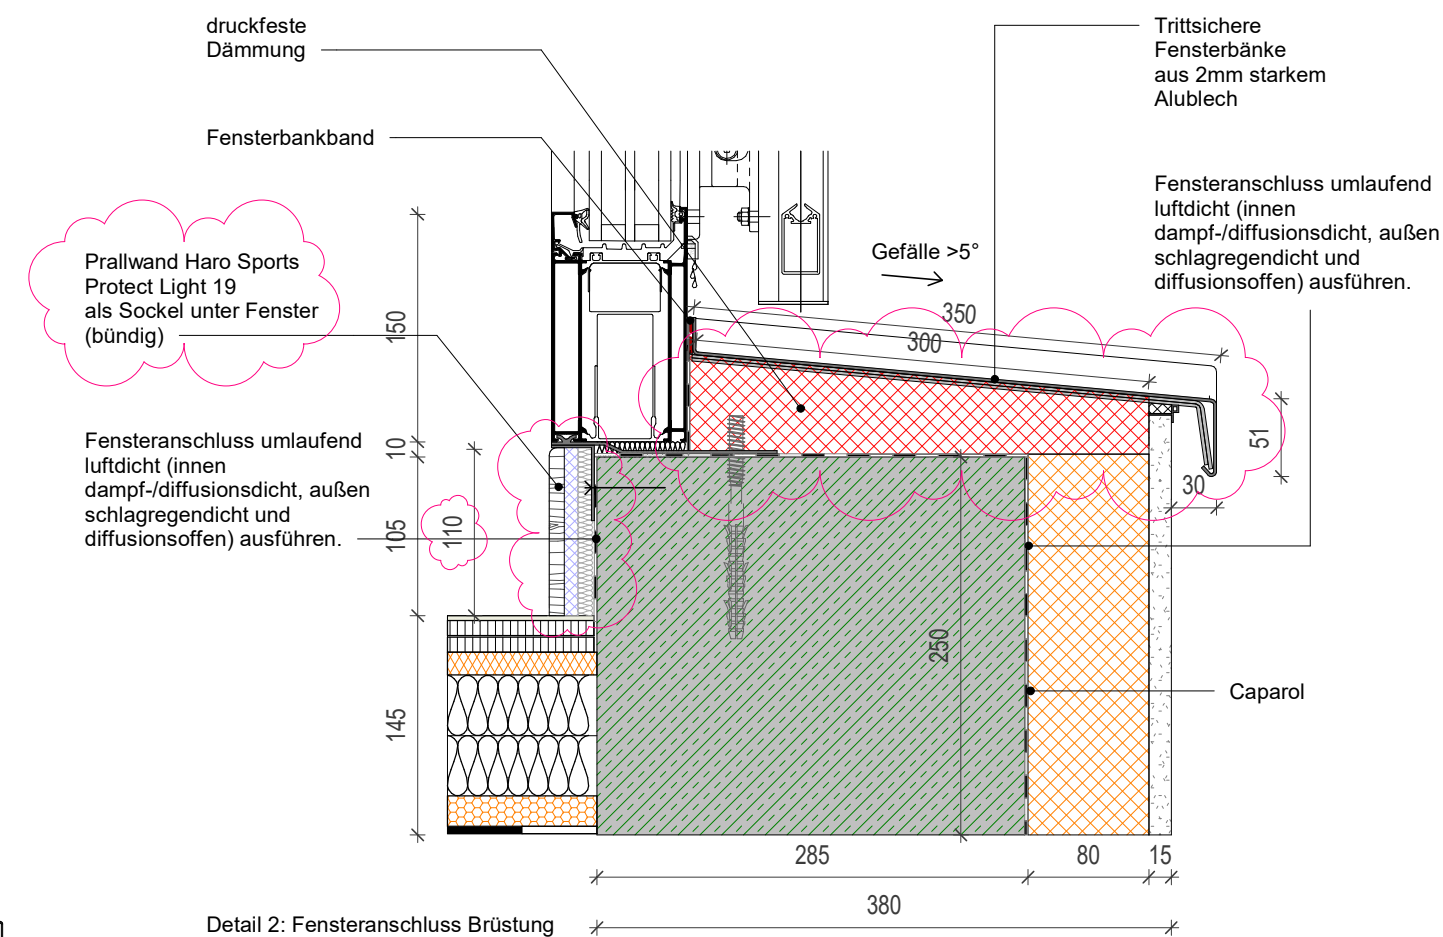 druckfeste
Dämmung
Trittsichere
Fensterbänke
aus 2mm starkem
Alublech
Fensterbankband
Fensteranschluss umlaufend
luftdicht (innen
dampf-/diffusionsdicht, außen
schlagregendicht und
diffusionsoffen) ausführen.
Gefälle >5°
Prallwand Haro Sports
Protect Light 19
als Sockel unter Fenster
(bündig)
350
300
150
Fensteranschluss umlaufend
luftdicht (innen
dampf-/diffusionsdicht, außen
schlagregendicht und
diffusionsoffen) ausführen.
10
51
30
105
110
250
Caparol
145
285
80
15
380
Detail 2: Fensteranschluss Brüstung